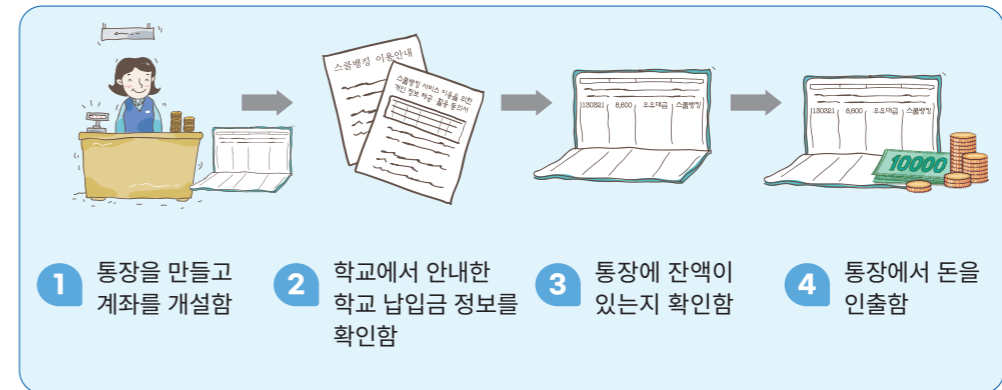 스쿨뱅킹 이용안내
스쿨뱅킹 서비스 이용을 위한
개인 정보 제공·활용 동의서
130321 8,600 우유대금 스쿨뱅킹
130321 8,600 우유대금 스쿨뱅킹
10000
1 통장을 만들고
계좌를 개설함
2 학교에서 안내한
학교 납입금 정보를
확인함
3 통장에 잔액이
있는지 확인함
4 통장에서 돈을
인출함